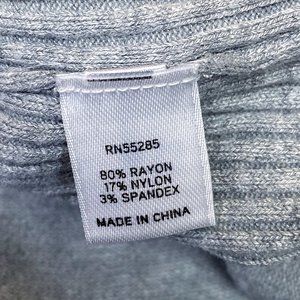 RN55285
80% RAYON
17% NYLON
3% SPANDEX
MADE IN CHINA